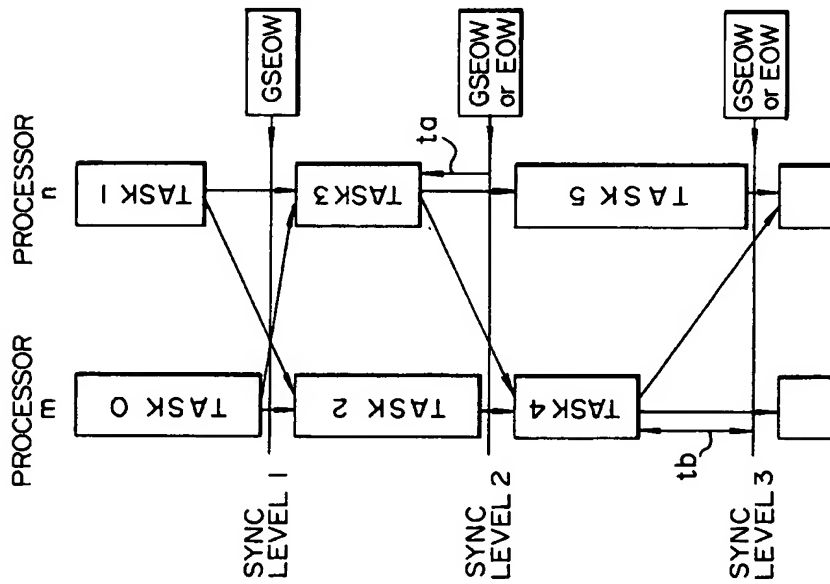 PROCESSOR
m
PROCESSOR
n
TASK 0
TASK 1
SYNC
LEVEL 1
GSEOW
TASK 2
TASK 3
ta
SYNC
LEVEL 2
GSEOW
or EOW
TASK 4
TASK 5
tb
SYNC
LEVEL 3
GSEOW
or EOW